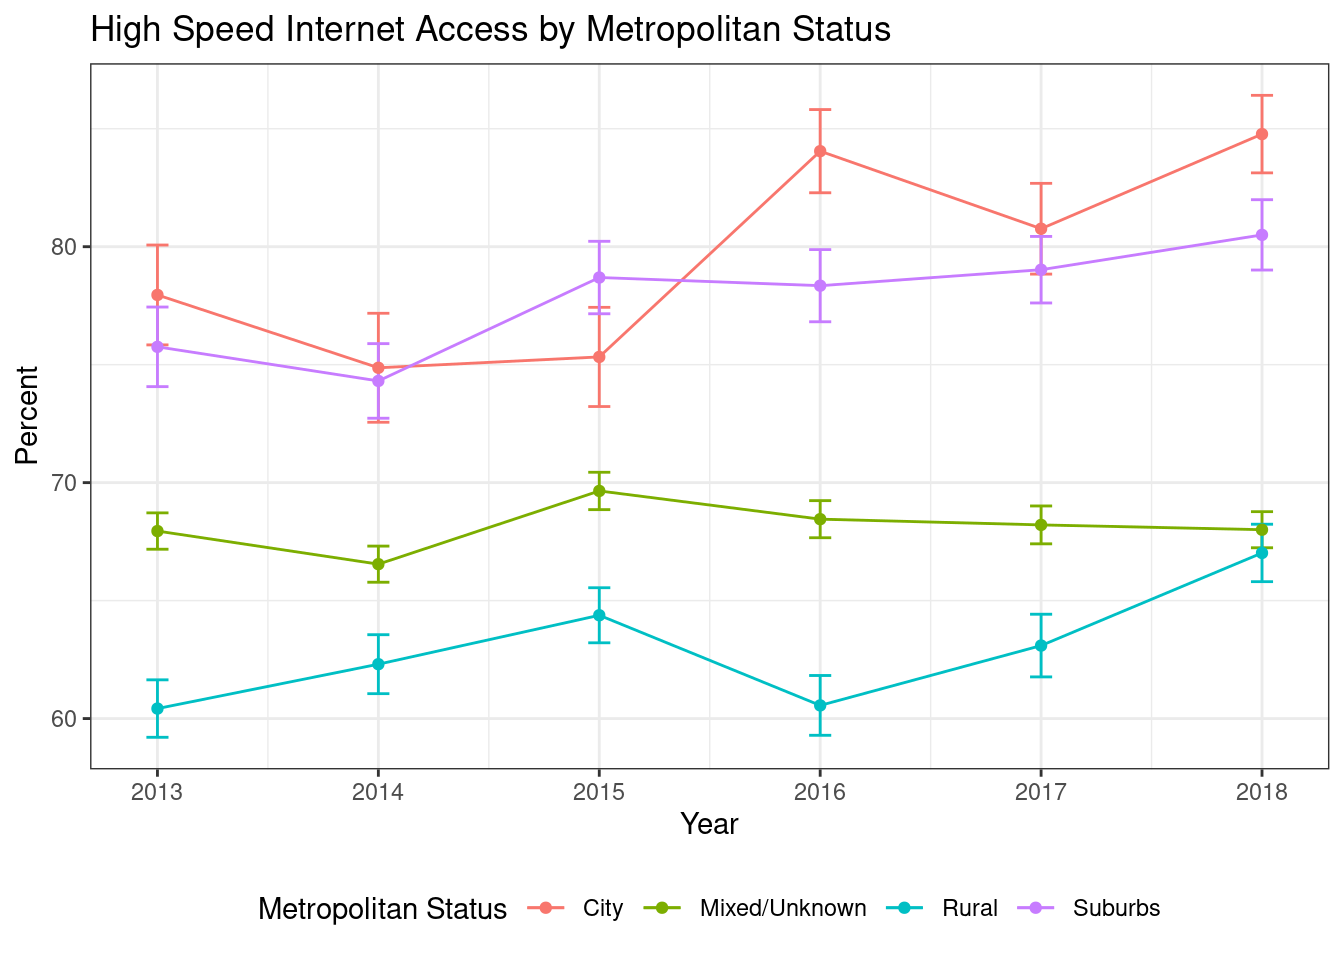 High Speed Internet Access by Metropolitan Status
Percent
80
70
60
2013 2014 2015 2016 2017 2018
Year
Metropolitan Status City Mixed/Unknown Rural Suburbs